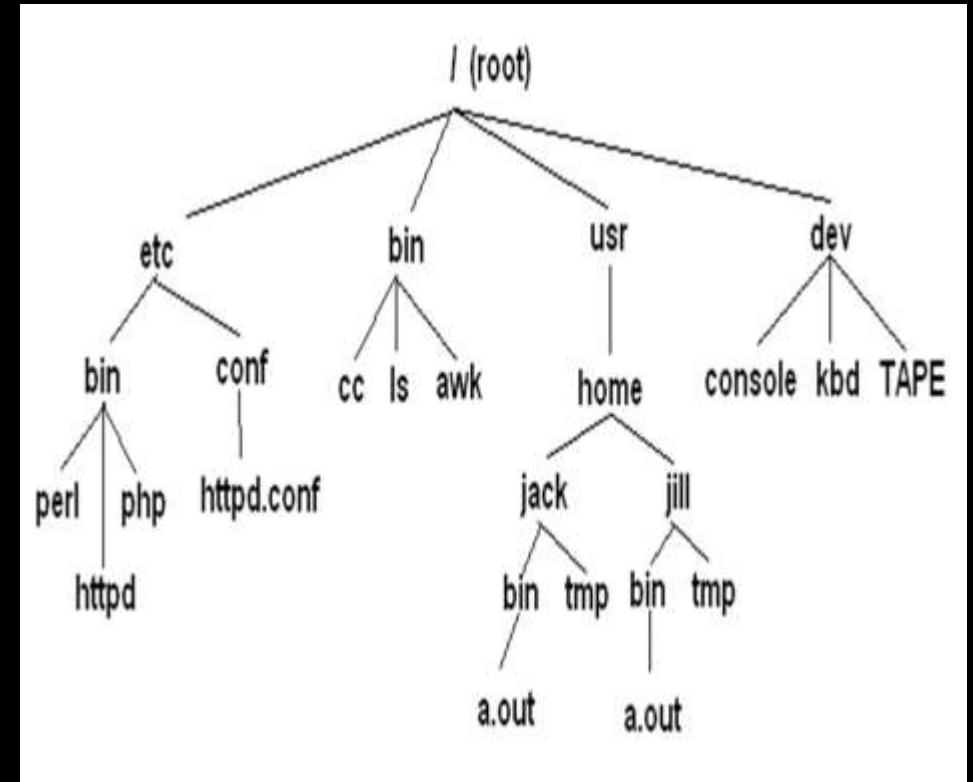 / (root)
etc bin usr dev
bin conf cc ls awk home console kbd TAPE
perl php httpd.conf jack jill
httpd bin tmp bin tmp
a.out a.out